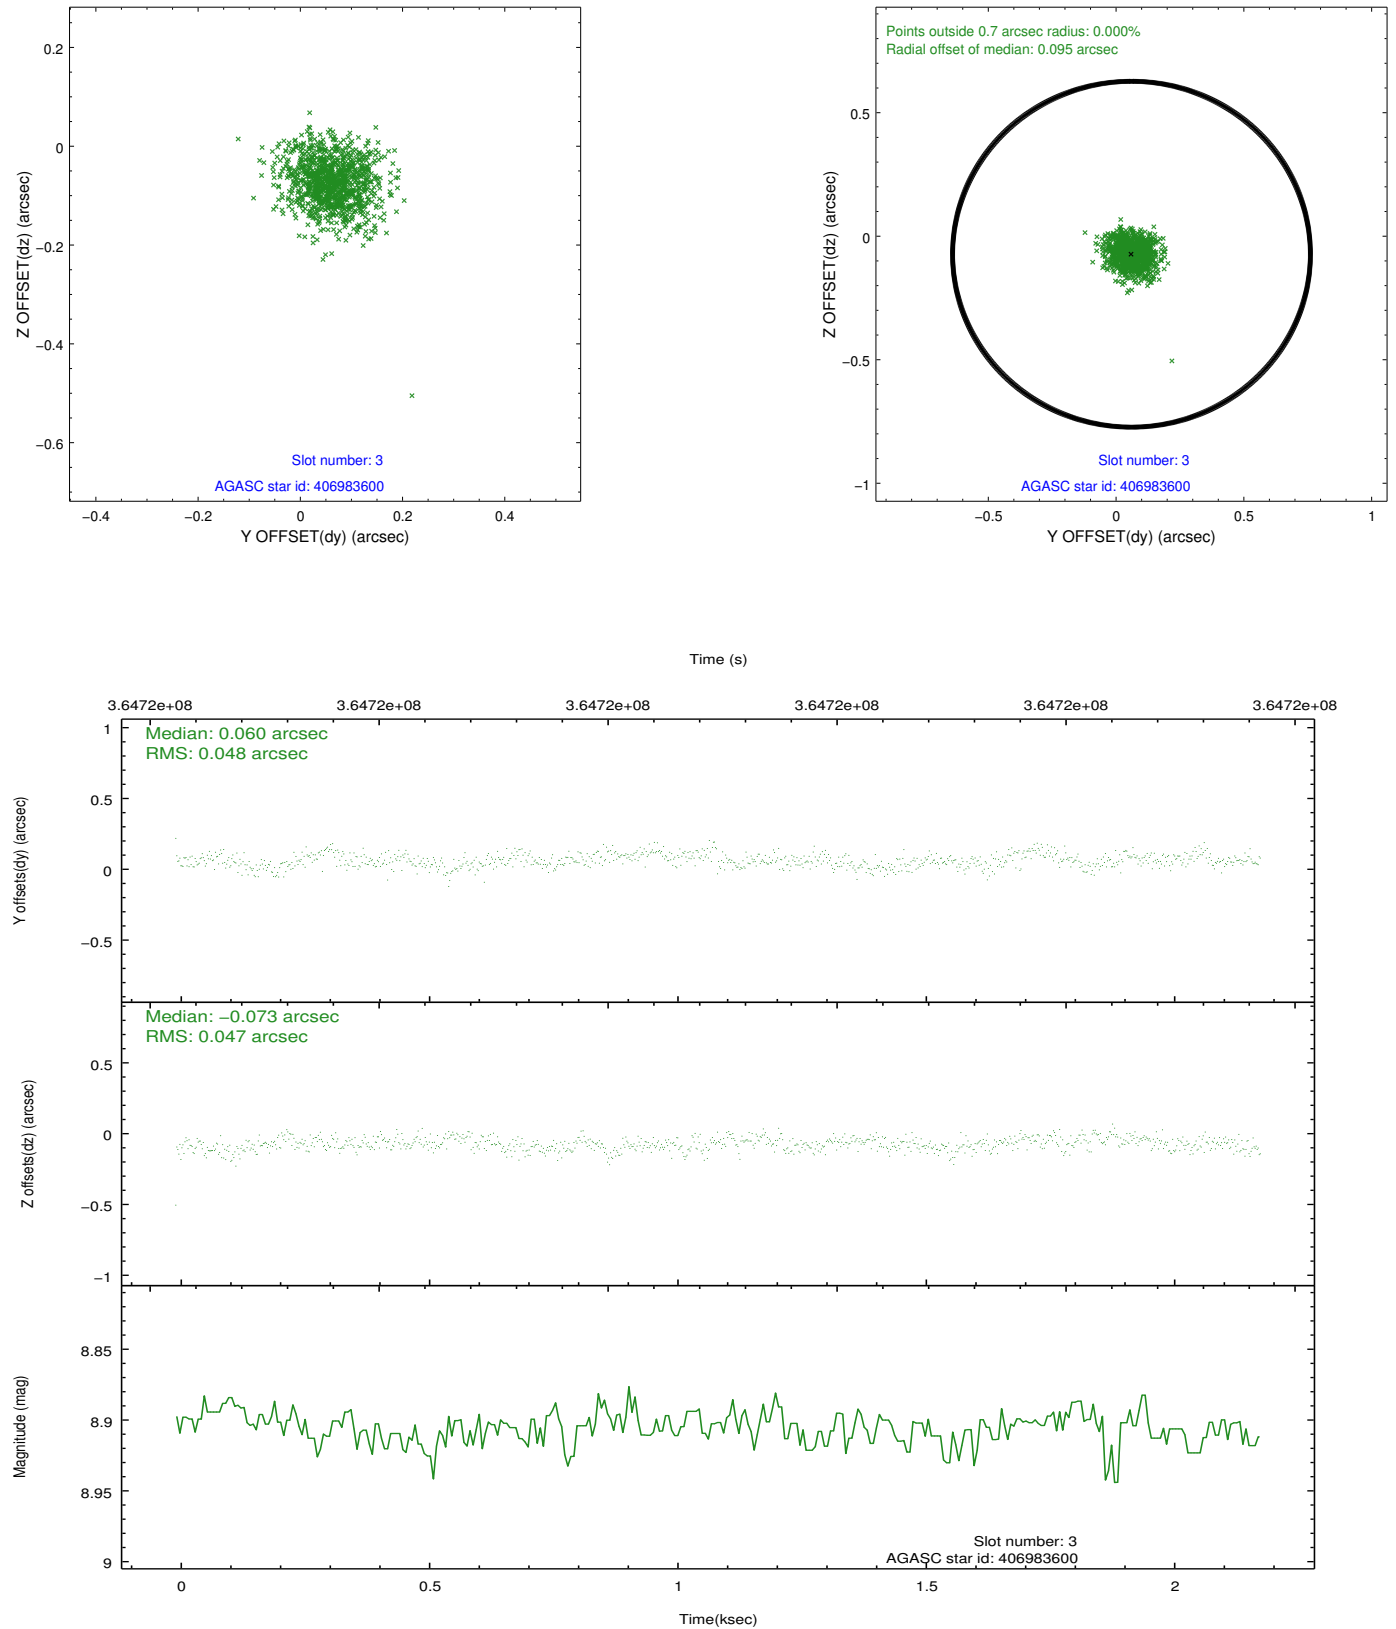 0.2
0
−0.2
−0.4
−0.6
Z OFFSET(dz) (arcsec)
Slot number: 3
AGASC star id: 406983600
−0.4 −0.2 0 0.2 0.4
Y OFFSET(dy) (arcsec)
Points outside 0.7 arcsec radius: 0.000%
Radial offset of median: 0.095 arcsec
0.5
0
−0.5
−1
Z OFFSET(dz) (arcsec)
Slot number: 3
AGASC star id: 406983600
−0.5 0 0.5 1
Y OFFSET(dy) (arcsec)
Time (s)
3.6472e+08 3.6472e+08 3.6472e+08 3.6472e+08 3.6472e+08 3.6472e+08
Median: 0.060 arcsec
RMS: 0.048 arcsec
1
0.5
0
−0.5
Y offsets(dy) (arcsec)
Median: −0.073 arcsec
RMS: 0.047 arcsec
0.5
0
−0.5
−1
Z offsets(dz) (arcsec)
8.85
8.9
8.95
9
Magnitude (mag)
Slot number: 3
AGASC star id: 406983600
0 0.5 1 1.5 2
Time(ksec)